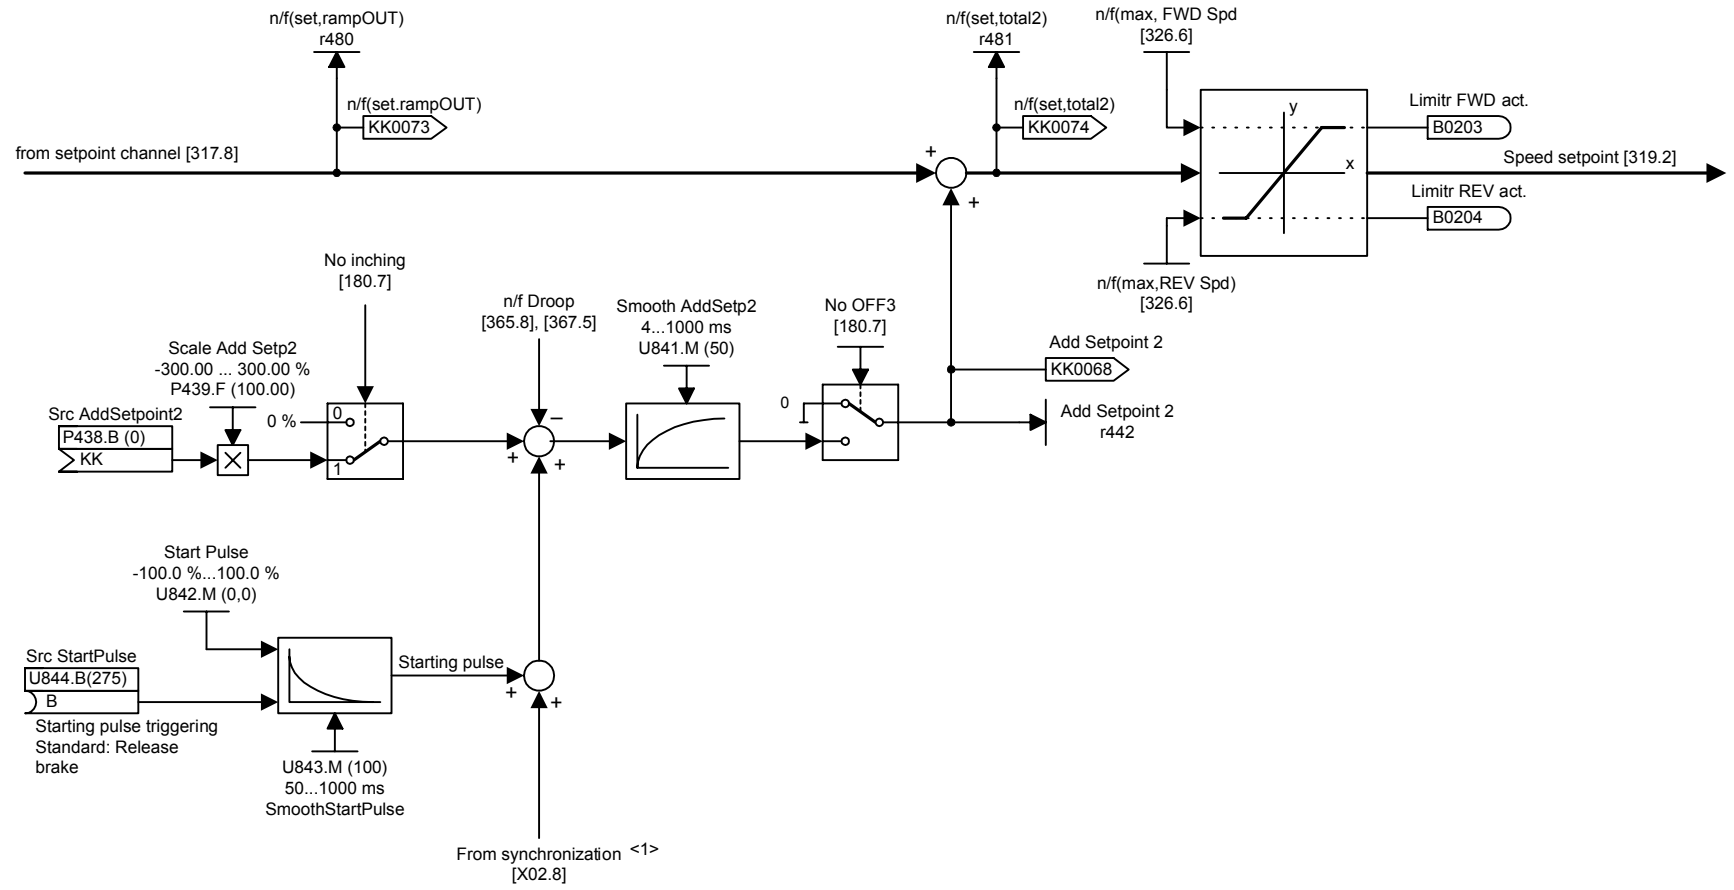 n/f(set,rampOUT)
r480
n/f(set.rampOUT)
KK0073
from setpoint channel [317.8]
n/f(set,total2)
r481
n/f(set,total2)
KK0074
+
+
n/f(max, FWD Spd
[326.6]
y
x
Limitr FWD act.
B0203
Speed setpoint [319.2]
Limitr REV act.
B0204
n/f(max,REV Spd)
[326.6]
No inching
[180.7]
n/f Droop
[365.8], [367.5]
Smooth AddSetp2
4...1000 ms
U841.M (50)
No OFF3
[180.7]
Add Setpoint 2
KK0068
Add Setpoint 2
r442
Scale Add Setp2
-300.00 ... 300.00 %
P439.F (100.00)
Src AddSetpoint2
P438.B (0)
KK
0 %
0
1
–
+
+
0
Start Pulse
-100.0 %...100.0 %
U842.M (0,0)
Src StartPulse
U844.B(275)
B
Starting pulse triggering
Standard: Release
brake
Starting pulse
+
+
U843.M (100)
50...1000 ms
SmoothStartPulse
From synchronization <1>
[X02.8]